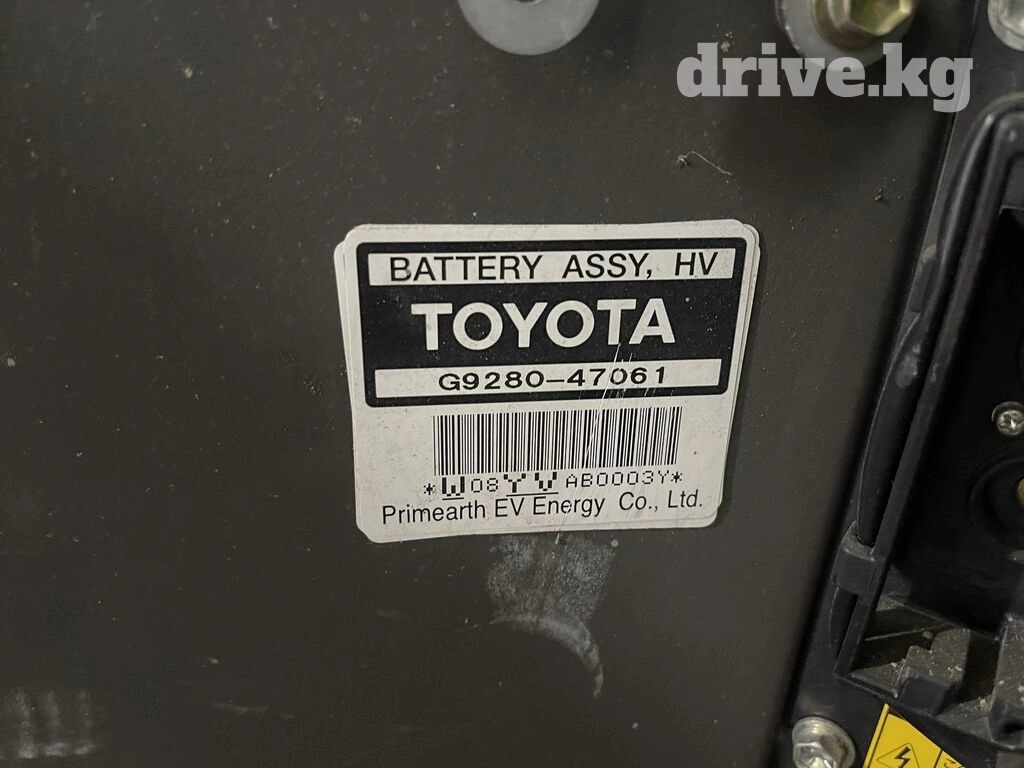 drive.kg
BATTERY ASSY, HV
TOYOTA
G9280-47061
*W08YVAB0003Y*
Primearth EV Energy Co., Ltd.